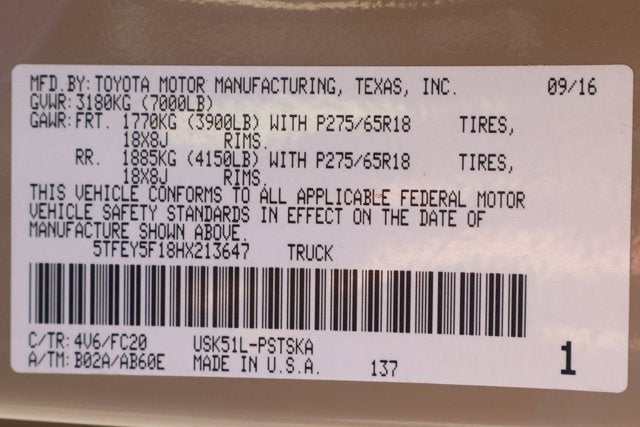 MFD.BY:TOYOTA MOTOR MANUFACTURING, TEXAS, INC. 09/16
GVWR:3180KG (7000LB)
GAWR:FRT. 1770KG (3900LB) WITH P275/65R18 TIRES,
18X8J RIMS.
RR. 1885KG (4150LB) WITH P275/65R18 TIRES,
18X8J RIMS.
THIS VEHICLE CONFORMS TO ALL APPLICABLE FEDERAL MOTOR
VEHICLE SAFETY STANDARDS IN EFFECT ON THE DATE OF
MANUFACTURE SHOWN ABOVE.
5TFEY5F18HX213647 TRUCK
C/TR:4V6/FC20 USK51L-PSTSKA
A/TM:B02A/AB60E MADE IN U.S.A. 137 1